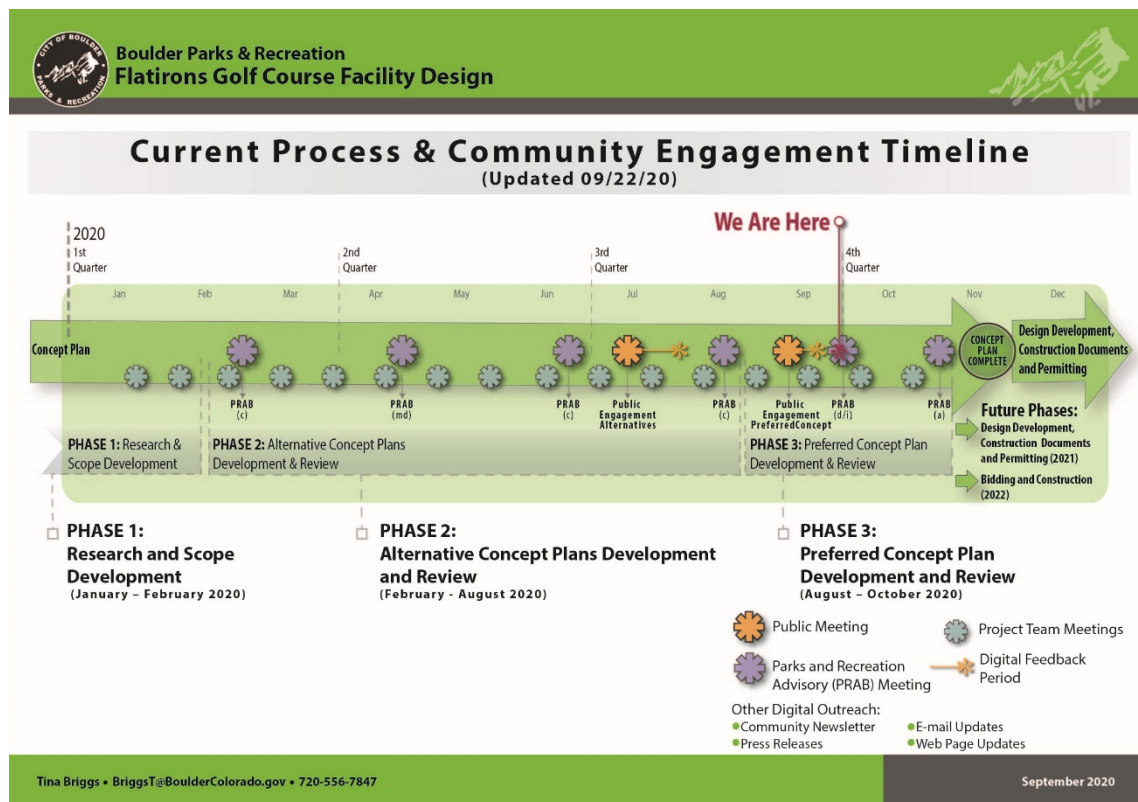 CITY OF BOULDER
PARKS & RECREATION
Boulder Parks & Recreation
Flatirons Golf Course Facility Design
Current Process & Community Engagement Timeline
(Updated 09/22/20)
We Are Here
2020
1st
Quarter
2nd
Quarter
3rd
Quarter
4th
Quarter
Jan
Feb
Mar
Apr
May
Jun
Jul
Aug
Sep
Oct
Nov
Dec
Concept Plan
CONCEPT
PLAN
COMPLETE
Design Development,
Construction Documents
and Permitting
PRAB
(c)
PRAB
(md)
PRAB
(c)
Public
Engagement
Alternatives
PRAB
(c)
Public
Engagement
PreferredConcept
PRAB
(d/i)
PRAB
(a)
PHASE 1: Research &
Scope Development
PHASE 2: Alternative Concept Plans
Development & Review
PHASE 3: Preferred Concept Plan
Development & Review
Future Phases:
Design Development,
Construction Documents
and Permitting (2021)
Bidding and Construction
(2022)
PHASE 1:
Research and Scope
Development
(January – February 2020)
PHASE 2:
Alternative Concept Plans Development
and Review
(February - August 2020)
PHASE 3:
Preferred Concept Plan
Development and Review
(August – October 2020)
Public Meeting
Project Team Meetings
Parks and Recreation
Advisory (PRAB) Meeting
Digital Feedback
Period
Other Digital Outreach:
•Community Newsletter
•E-mail Updates
•Press Releases
•Web Page Updates
Tina Briggs • BriggsT@BoulderColorado.gov • 720-556-7847
September 2020